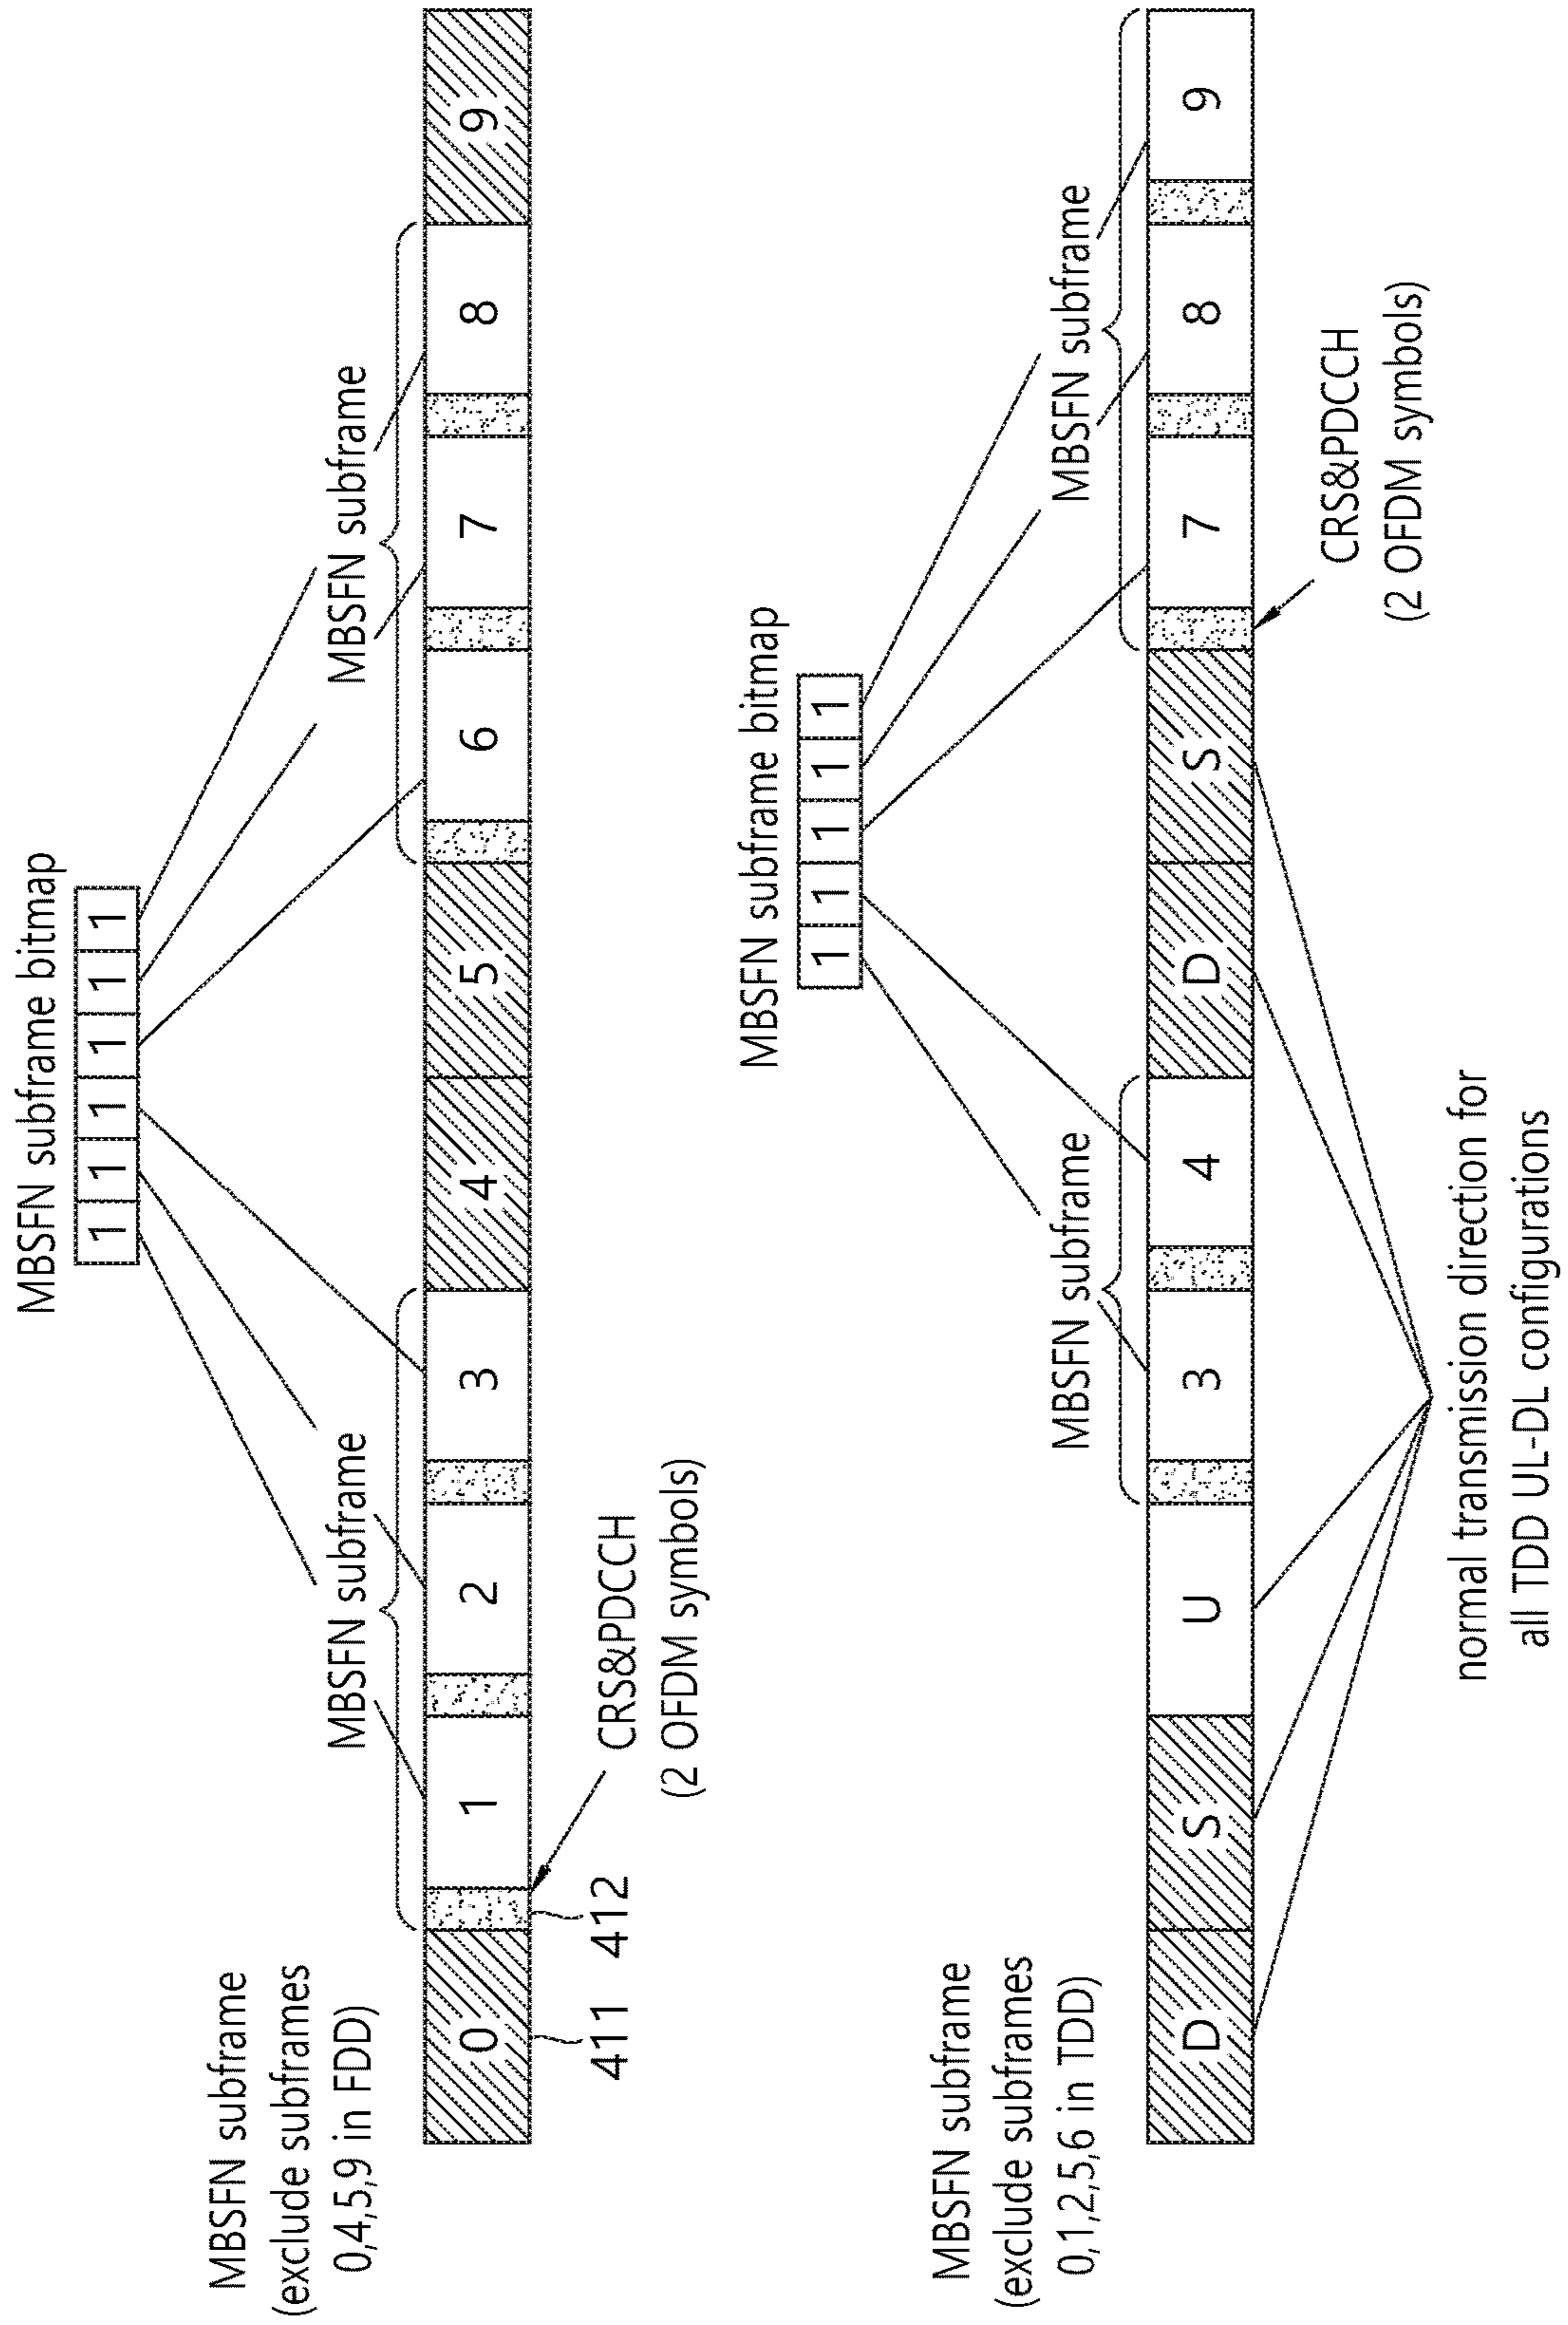 MBSFN subframe bitmap
1 1 1 1 1 1
MBSFN subframe
(exclude subframes
0,4,5,9 in FDD)
MBSFN subframe
MBSFN subframe
0 1 2 3 4 5 6 7 8 9
411 412
CRS&PDCCH
(2 OFDM symbols)
MBSFN subframe bitmap
1 1 1 1 1
MBSFN subframe
(exclude subframes
0,1,2,5,6 in TDD)
MBSFN subframe
MBSFN subframe
D S U 3 4 D S 7 8 9
CRS&PDCCH
(2 OFDM symbols)
normal transmission direction for
all TDD UL-DL configurations